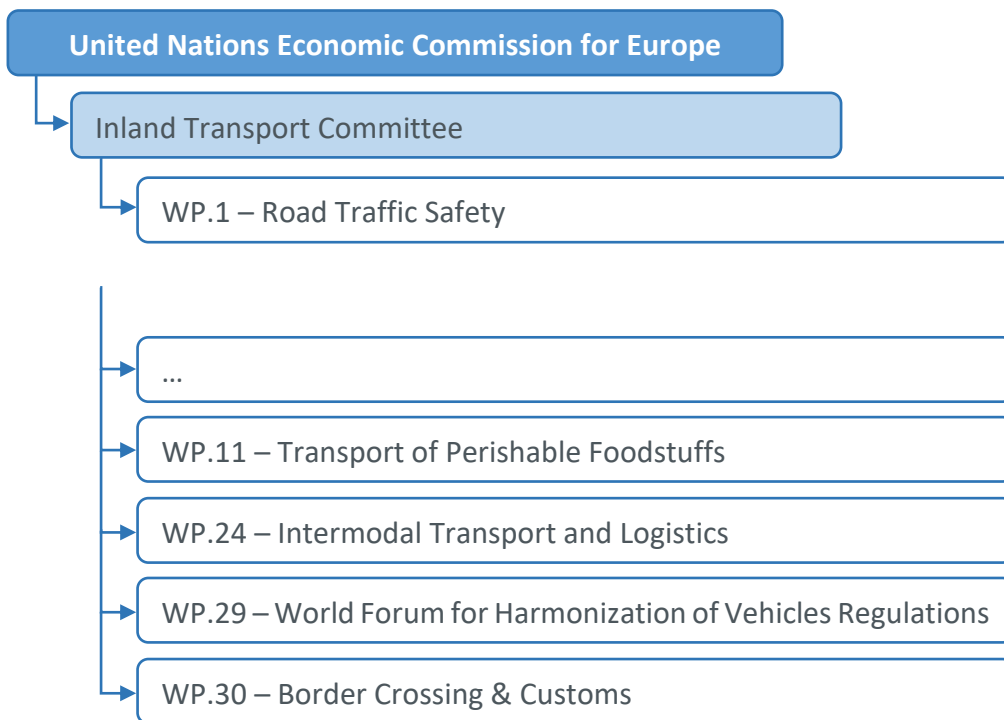 United Nations Economic Commission for Europe
Inland Transport Committee
WP.1 – Road Traffic Safety
...
WP.11 – Transport of Perishable Foodstuffs
WP.24 – Intermodal Transport and Logistics
WP.29 – World Forum for Harmonization of Vehicles Regulations
WP.30 – Border Crossing & Customs